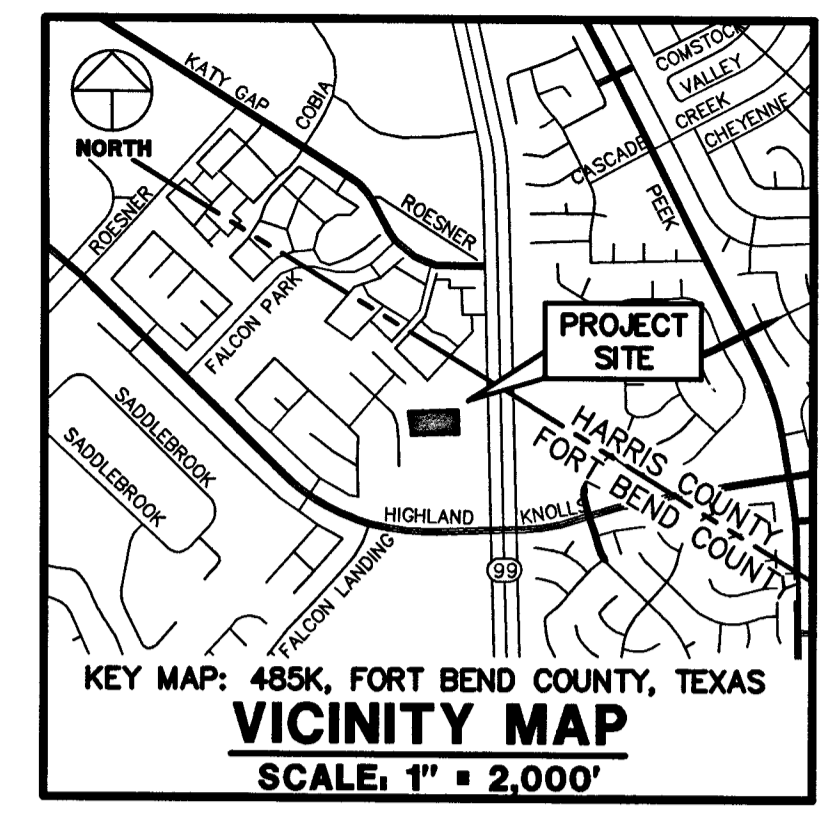 KATY GAP
COBIA
COMSTOCK
VALLEY
CREEK
CHEYENNE
NORTH
CASCADE
PEEK
ROESNER
ROESNER
FALCON PARK
PROJECT
SITE
SADDLEBROOK
SADDLEBROOK
HARRIS COUNTY
FORT BEND COUNTY
HIGHLAND KNOLLS
FALCON LANDING
99
KEY MAP: 485K, FORT BEND COUNTY, TEXAS
VICINITY MAP
SCALE: 1" = 2,000'